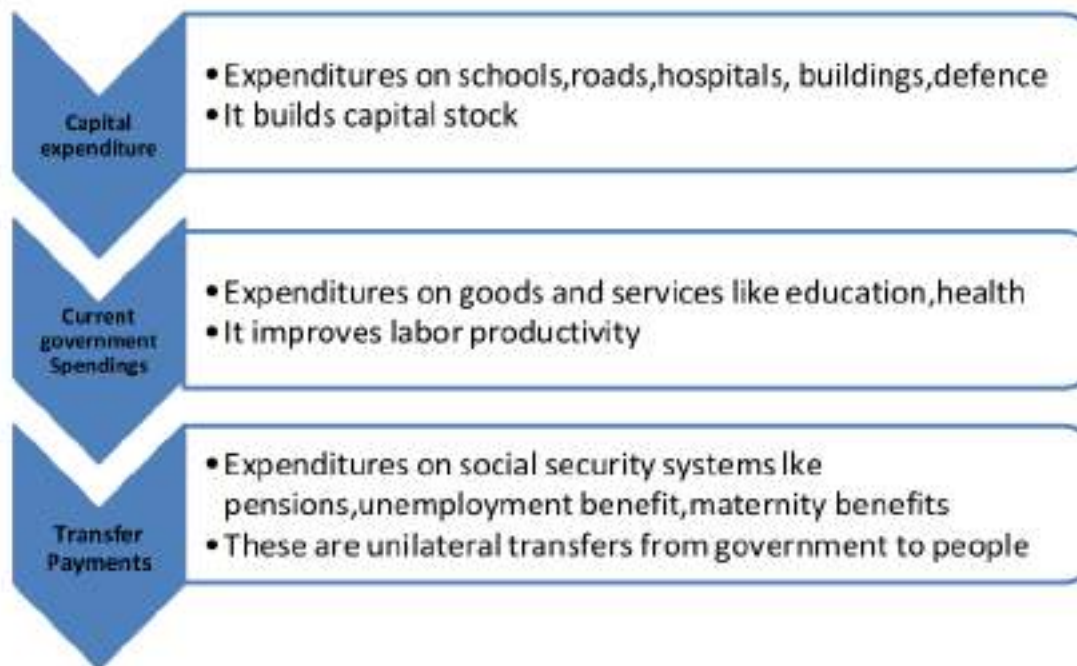 Capital
expenditure
•Expenditures on schools,roads,hospitals, buildings,defence
•It builds capital stock
Current
government
Spendings
•Expenditures on goods and services like education,health
•It improves labor productivity
Transfer
Payments
•Expenditures on social security systems lke
pensions,unemployment benefit,maternity benefits
•These are unilateral transfers from government to people